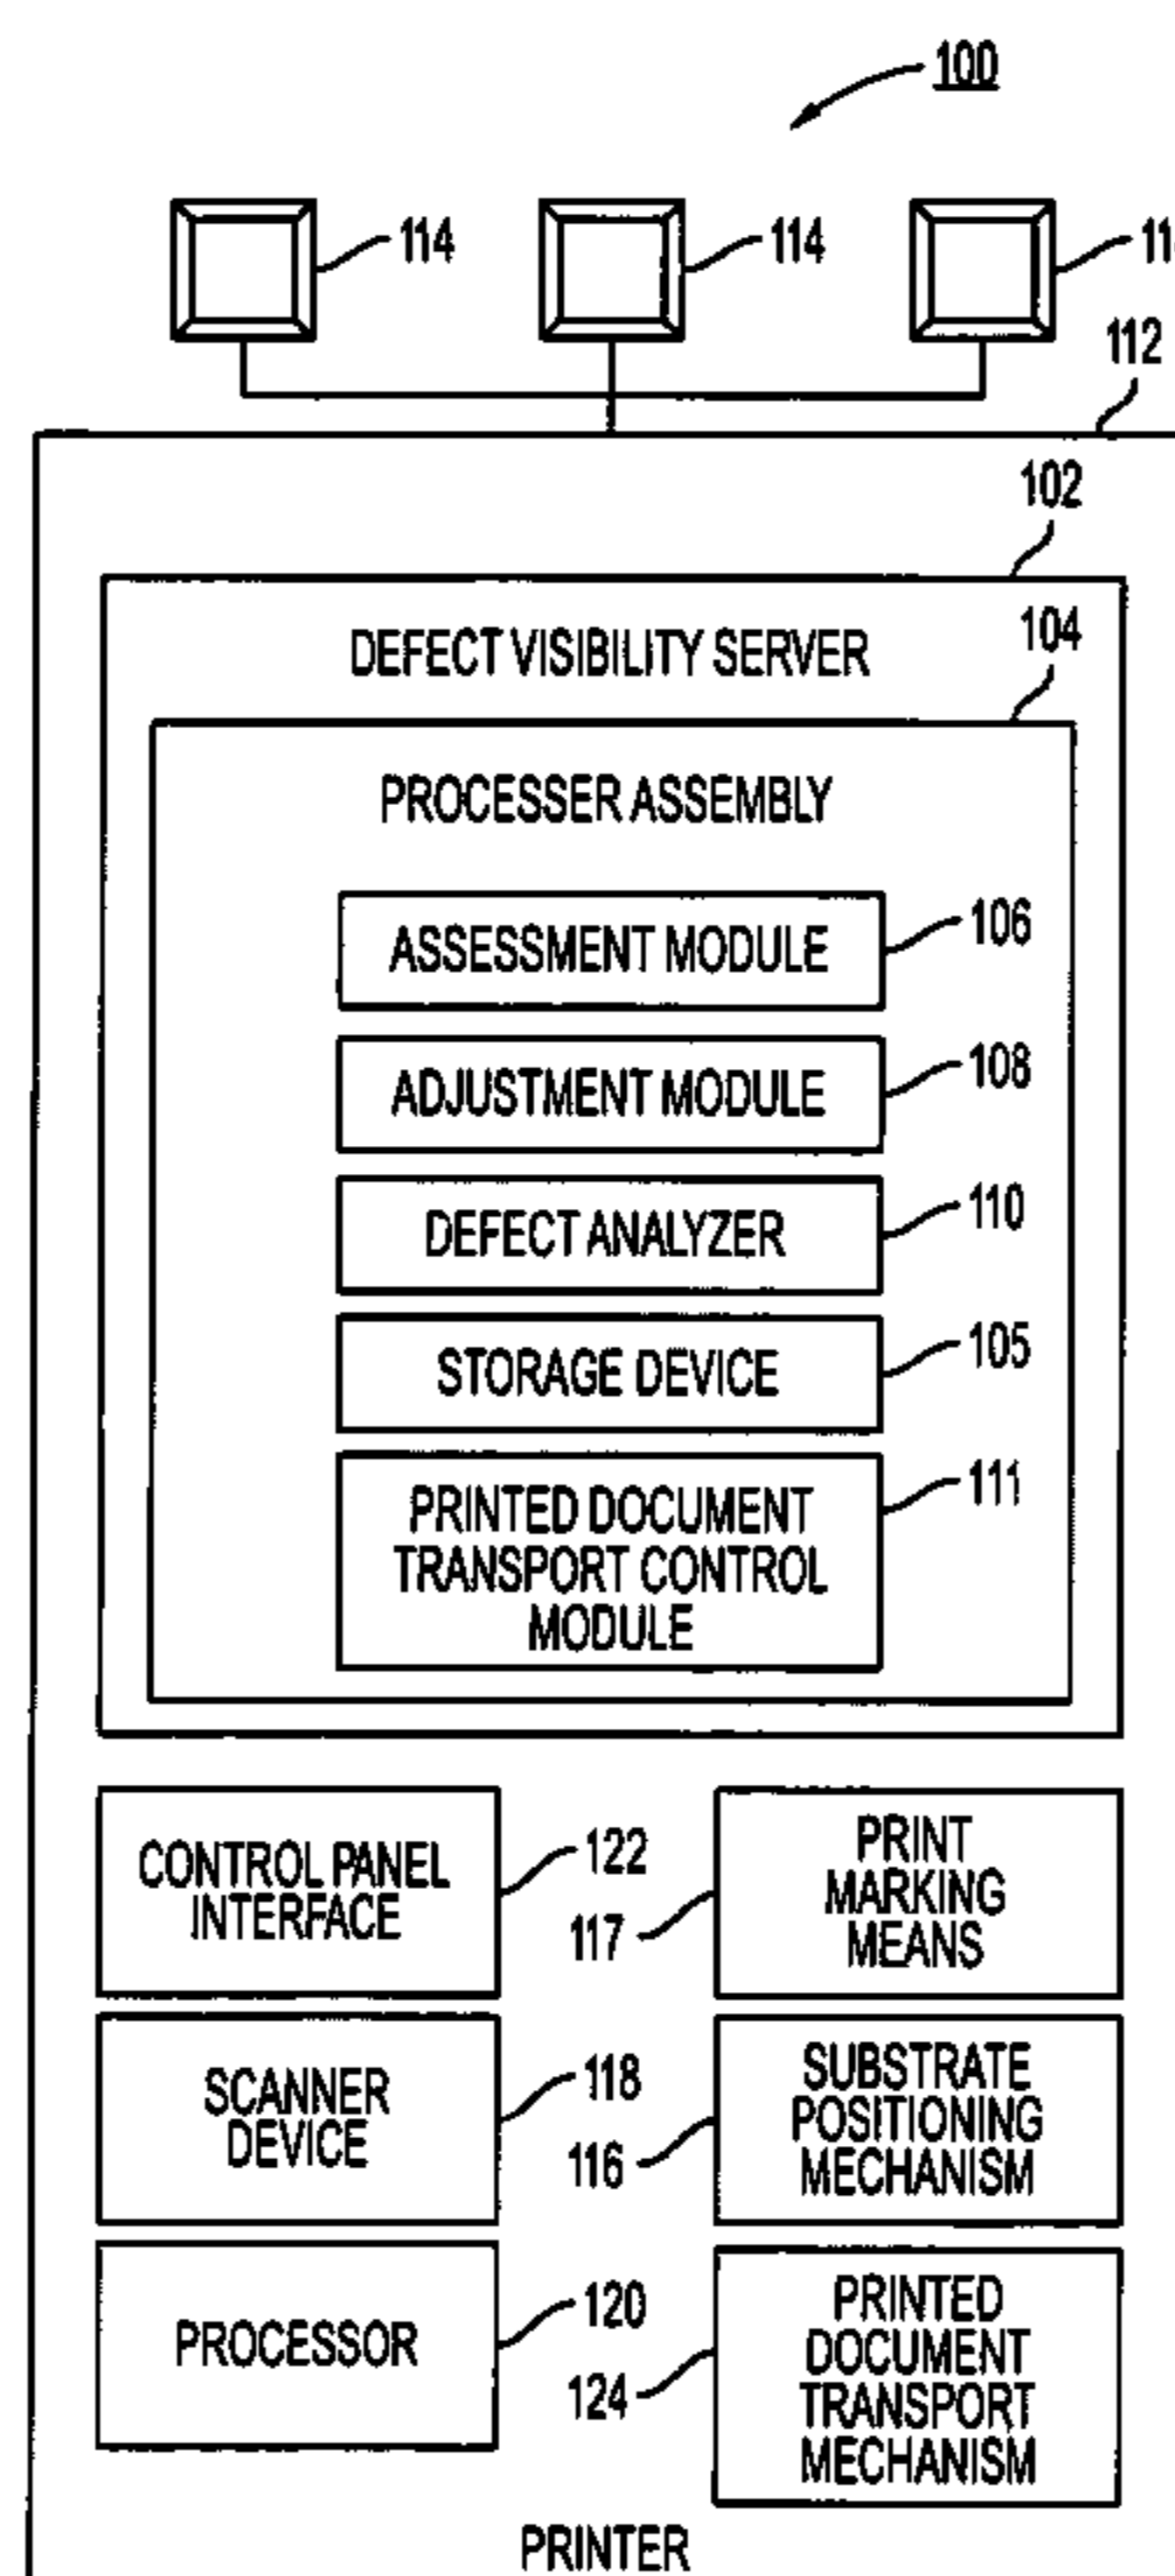 100
114
114
11
112
102
DEFECT VISIBILITY SERVER
104
PROCESSER ASSEMBLY
ASSESSMENT MODULE
106
ADJUSTMENT MODULE
108
DEFECT ANALYZER
110
STORAGE DEVICE
105
PRINTED DOCUMENT
TRANSPORT CONTROL
MODULE
111
CONTROL PANEL
INTERFACE
122
117
PRINT
MARKING
MEANS
SCANNER
DEVICE
118
116
SUBSTRATE
POSITIONING
MECHANISM
PROCESSOR
120
124
PRINTED
DOCUMENT
TRANSPORT
MECHANISM
PRINTER